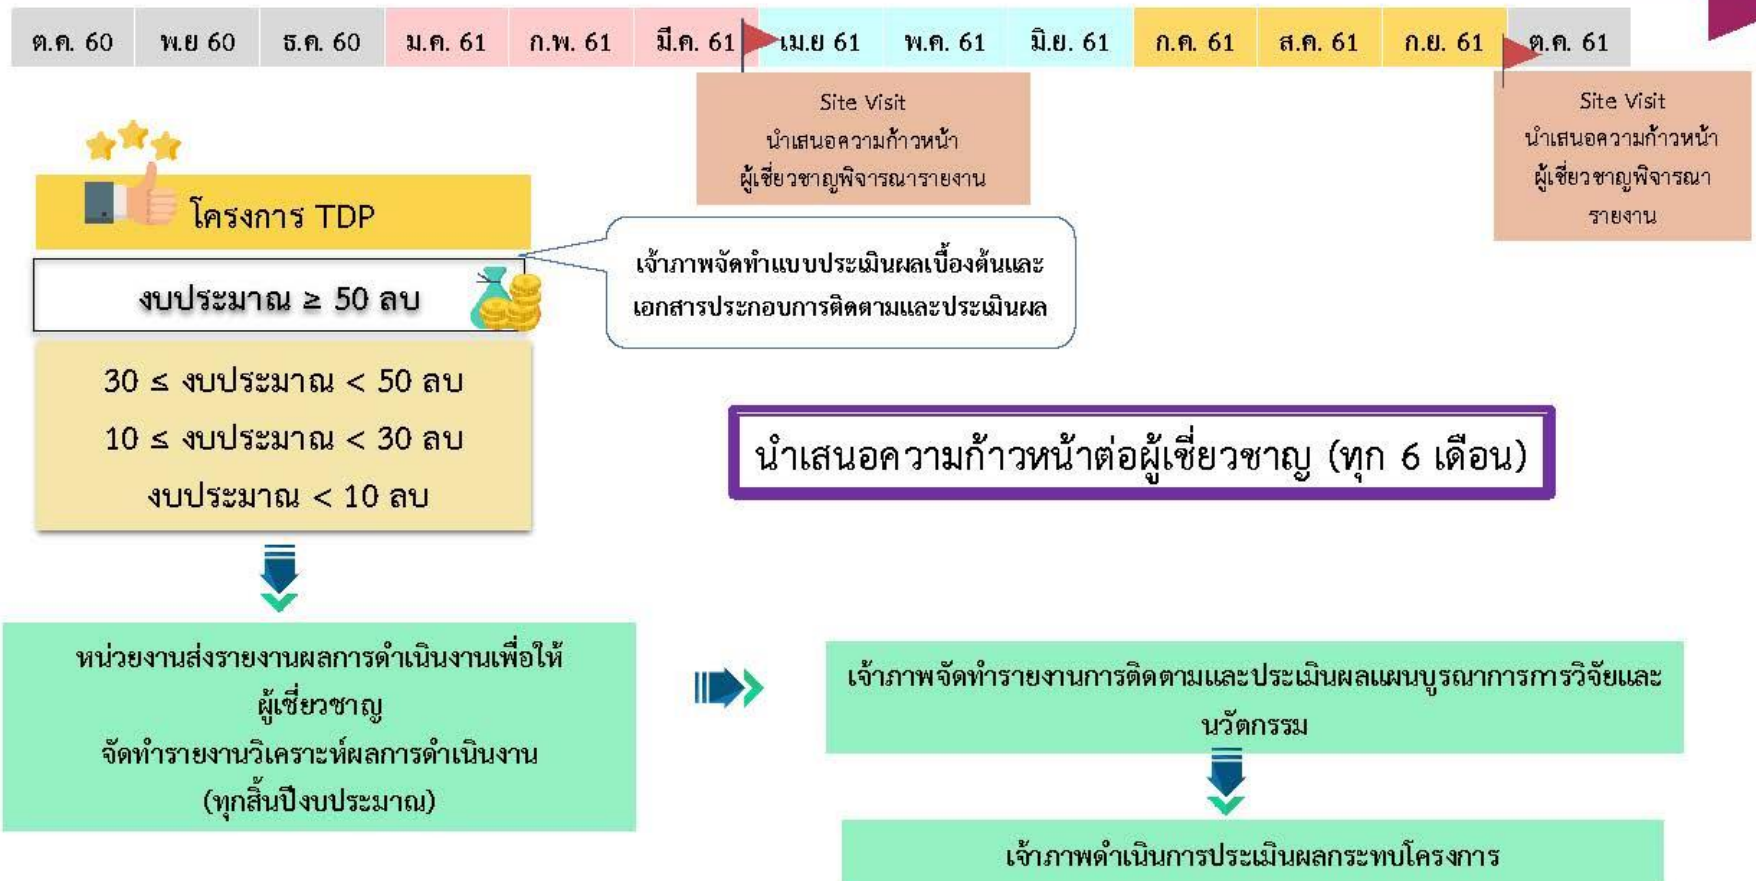 ต.ค. 60 พ.ย 60 ธ.ค. 60 ม.ค. 61 ก.พ. 61 มี.ค. 61 เม.ย 61 พ.ค. 61 มิ.ย. 61 ก.ค. 61 ส.ค. 61 ก.ย. 61 ต.ค. 61
Site Visit
นำเสนอความก้าวหน้า
ผู้เชี่ยวชาญพิจารณารายงาน
Site Visit
นำเสนอความก้าวหน้า
ผู้เชี่ยวชาญพิจารณา
รายงาน
โครงการ TDP
งบประมาณ ≥ 50 ลบ
เจ้าภาพจัดทำแบบประเมินผลเบื้องต้นและ
เอกสารประกอบการติดตามและประเมินผล
30 ≤ งบประมาณ < 50 ลบ
10 ≤ งบประมาณ < 30 ลบ
งบประมาณ < 10 ลบ
นำเสนอความก้าวหน้าต่อผู้เชี่ยวชาญ (ทุก 6 เดือน)
หน่วยงานส่งรายงานผลการดำเนินงานเพื่อให้
ผู้เชี่ยวชาญ
จัดทำรายงานวิเคราะห์ผลการดำเนินงาน
(ทุกสิ้นปีงบประมาณ)
เจ้าภาพจัดทำรายงานการติดตามและประเมินผลแผนบูรณาการการวิจัยและ
นวัตกรรม
เจ้าภาพดำเนินการประเมินผลกระทบโครงการ